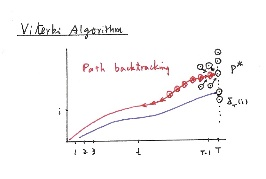 Viterbi Algorithm
Path backtracking
P*
δT(i)
i
1 2 3 t T-1 T